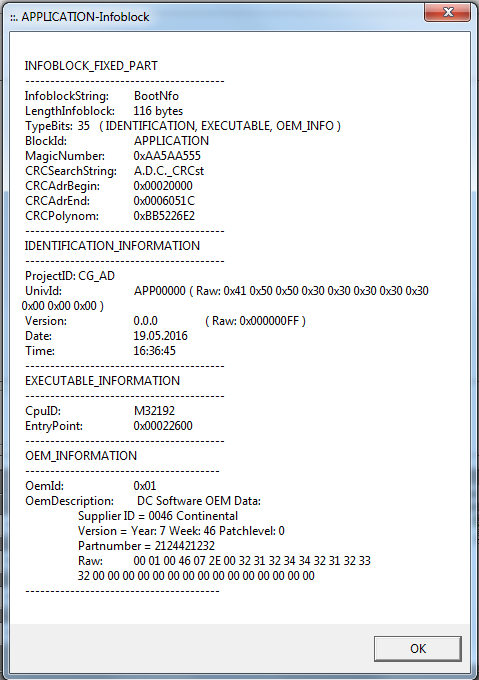 ::. APPLICATION-Infoblock
INFOBLOCK_FIXED_PART
---------------------------------------
InfoblockString: BootNfo
LengthInfoblock: 116 bytes
TypeBits: 35 ( IDENTIFICATION, EXECUTABLE, OEM_INFO )
BlockId: APPLICATION
MagicNumber: 0xAA5AA555
CRCSearchString: A.D.C._CRCst
CRCAdrBegin: 0x00020000
CRCAdrEnd: 0x0006051C
CRCPolynom: 0xBB5226E2
---------------------------------------
IDENTIFICATION_INFORMATION
---------------------------------------
ProjectID: CG_AD
UnivId: APP00000 ( Raw: 0x41 0x50 0x50 0x30 0x30 0x30 0x30 0x30
0x00 0x00 0x00 )
Version: 0.0.0 ( Raw: 0x000000FF )
Date: 19.05.2016
Time: 16:36:45
---------------------------------------
EXECUTABLE_INFORMATION
---------------------------------------
CpuID: M32192
EntryPoint: 0x00022600
---------------------------------------
OEM_INFORMATION
---------------------------------------
OemId: 0x01
OemDescription: DC Software OEM Data:
Supplier ID = 0046 Continental
Version = Year: 7 Week: 46 Patchlevel: 0
Partnumber = 2124421232
Raw: 00 01 00 46 07 2E 00 32 31 32 34 34 32 31 32 33
32 00 00 00 00 00 00 00 00 00 00 00 00 00 00 00
---------------------------------------
OK